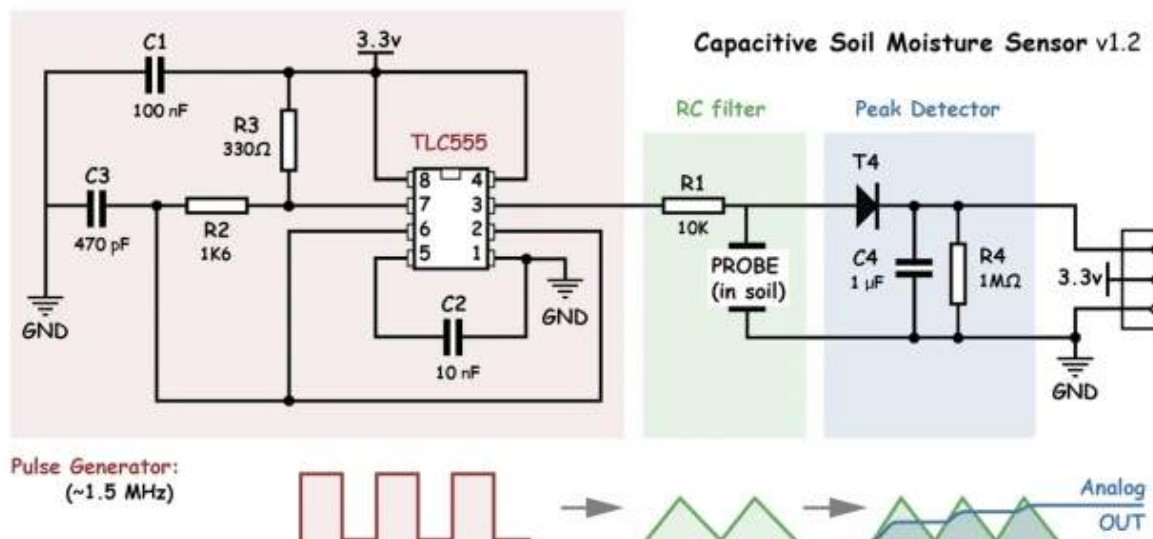 Capacitive Soil Moisture Sensor v1.2
C1
100 nF
3.3v
R3
330Ω
TLC555
C3
470 pF
R2
1K6
8 4
7 3
6 2
5 1
GND
C2
10 nF
GND
RC filter
R1
10K
PROBE
(in soil)
Peak Detector
T4
C4
1 µF
R4
1MΩ
3.3v
GND
Pulse Generator:
(~1.5 MHz)
Analog
OUT